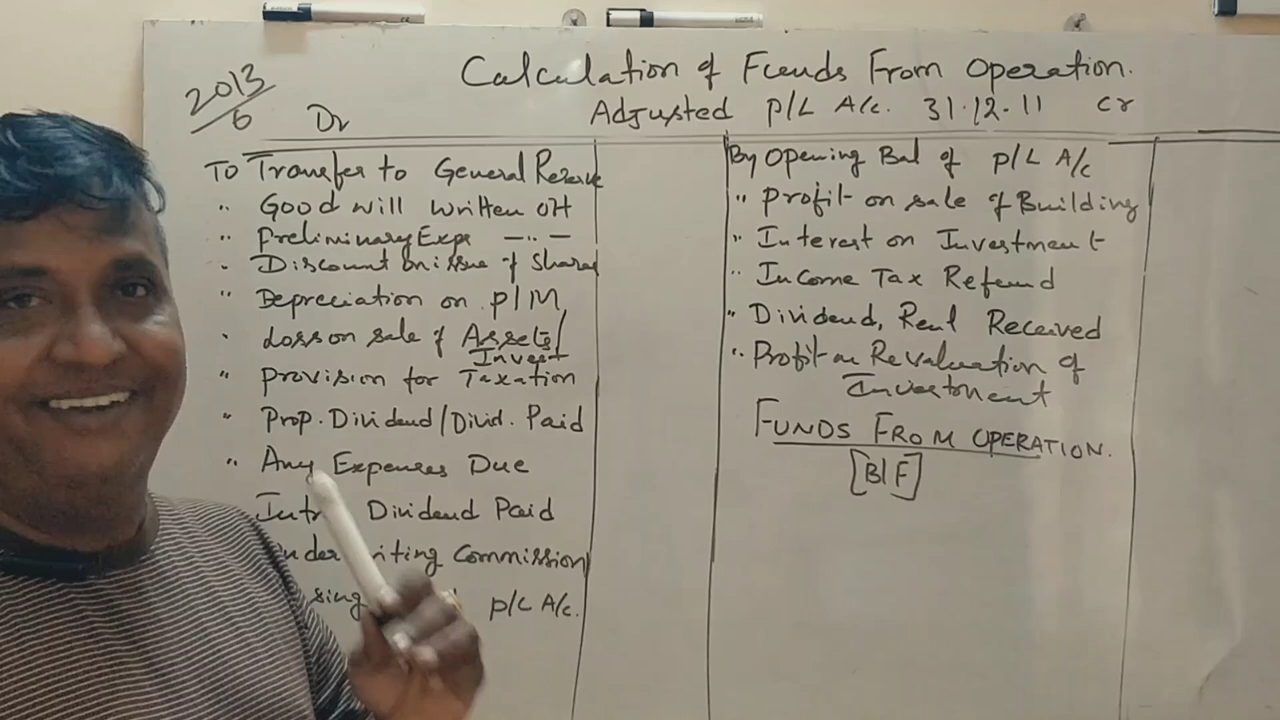 Calculation of Funds From Operation.
2013/6
Dr
Adjusted P/L A/c. 31.12.11 Cr
To Transfer to General Reserve
" Good will written off
" Preliminary Exps —"—
" Discount on issue of Shares
" Depreciation on P/M
" Loss on sale of Assets/
Invest
" Provision for Taxation
" Prop. Dividend/Divid. Paid
" Any Expenses Due
Dividend Paid
Commission
P/L A/c.
By Opening Bal of P/L A/c
" Profit on sale of Building
" Interest on Investment
" Income Tax Refund
" Dividend, Rent Received
" Profit on Revaluation of
Investment
FUNDS FROM OPERATION.
[B/F]